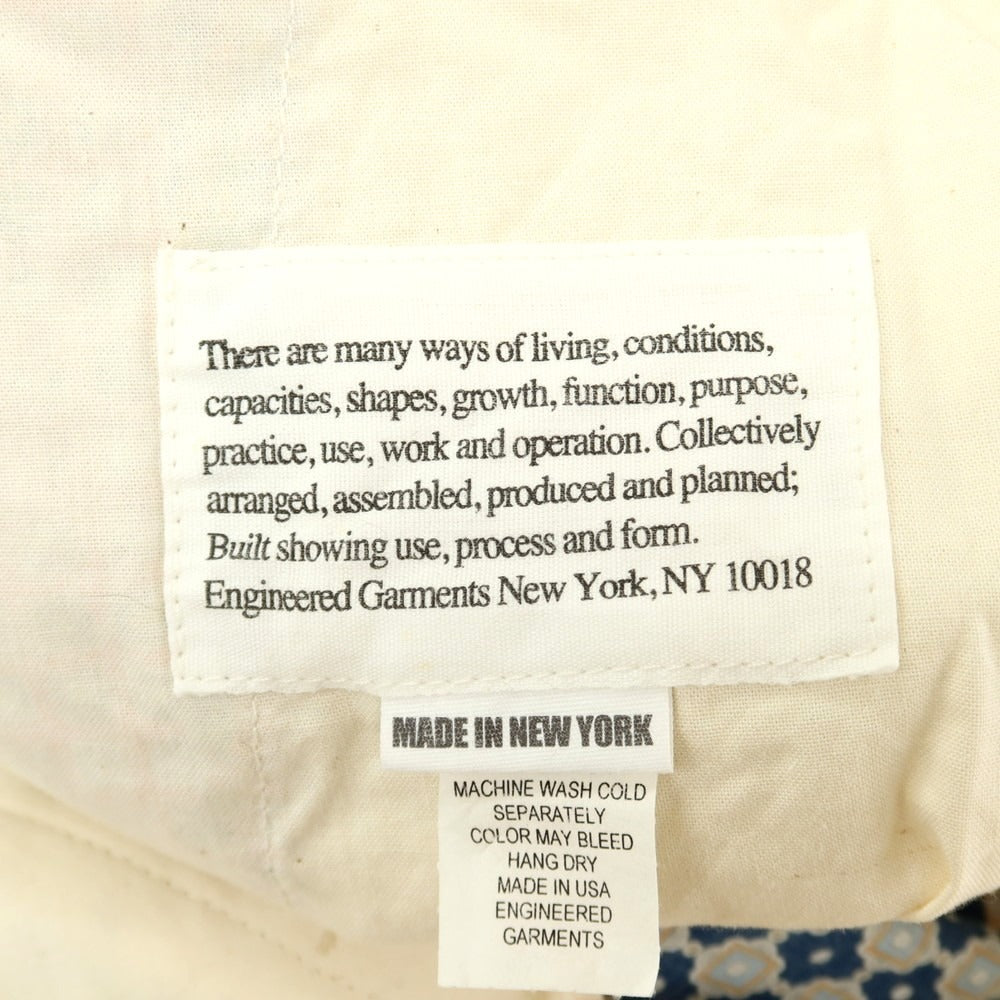 There are many ways of living, conditions,
capacities, shapes, growth, function, purpose,
practice, use, work and operation. Collectively
arranged, assembled, produced and planned;
Built showing use, process and form.
Engineered Garments New York, NY 10018
MADE IN NEW YORK
MACHINE WASH COLD
SEPARATELY
COLOR MAY BLEED
HANG DRY
MADE IN USA
ENGINEERED
GARMENTS